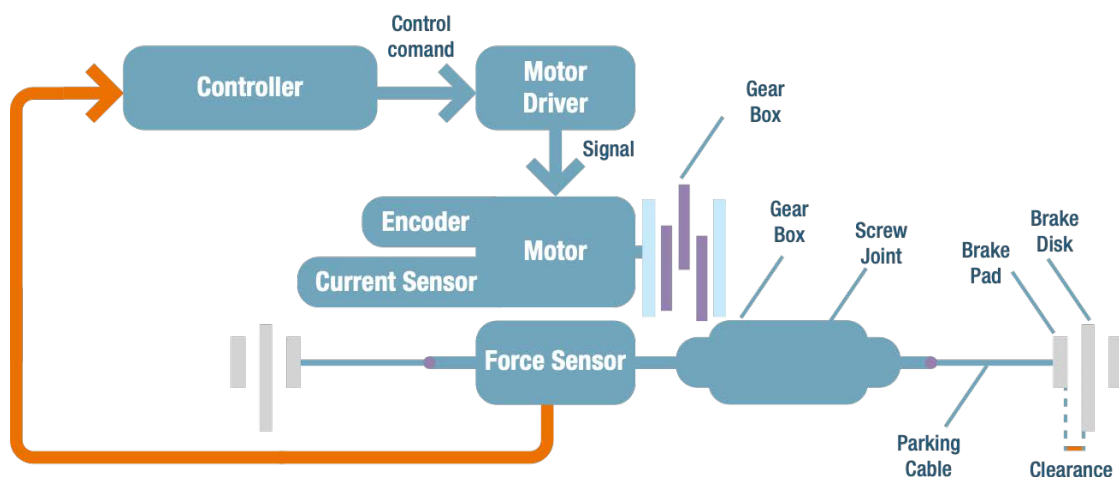 Control
comand
Controller
Motor
Driver
Gear
Box
Signal
Encoder
Motor
Current Sensor
Gear
Box
Screw
Joint
Brake
Pad
Brake
Disk
Force Sensor
Parking
Cable
Clearance